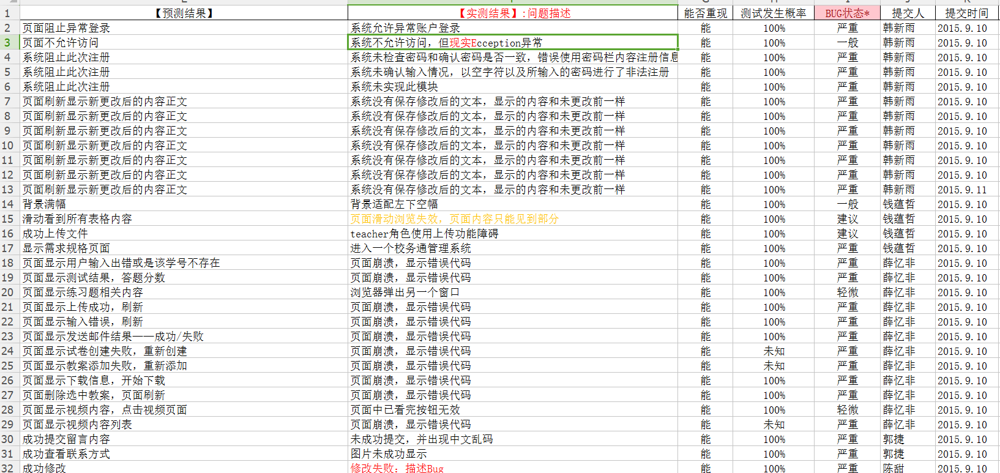 1 【预测结果】 【实测结果】:问题描述 能否重现 测试发生概率 BUG状态* 提交人 提交时间
2 页面阻止异常登录 系统允许异常账户登录 能 100% 严重 韩新雨 2015.9.10
3 页面不允许访问 系统不允许访问，但现实Ecception异常 能 100% 一般 韩新雨 2015.9.10
4 系统阻止此次注册 系统未检查密码和确认密码是否一致，错误使用密码栏内容注册信息 能 100% 严重 韩新雨 2015.9.10
5 系统阻止此次注册 系统未确认输入情况，以空字符以及所输入的密码进行了非法注册 能 100% 严重 韩新雨 2015.9.10
6 系统阻止此次注册 系统未实现此模块 能 100% 严重 韩新雨 2015.9.10
7 页面刷新显示新更改后的内容正文 系统没有保存修改后的文本，显示的内容和未更改前一样 能 100% 严重 韩新雨 2015.9.10
8 页面刷新显示新更改后的内容正文 系统没有保存修改后的文本，显示的内容和未更改前一样 能 100% 严重 韩新雨 2015.9.10
9 页面刷新显示新更改后的内容正文 系统没有保存修改后的文本，显示的内容和未更改前一样 能 100% 严重 韩新雨 2015.9.10
10 页面刷新显示新更改后的内容正文 系统没有保存修改后的文本，显示的内容和未更改前一样 能 100% 严重 韩新雨 2015.9.10
11 页面刷新显示新更改后的内容正文 系统没有保存修改后的文本，显示的内容和未更改前一样 能 100% 严重 韩新雨 2015.9.10
12 页面刷新显示新更改后的内容正文 系统没有保存修改后的文本，显示的内容和未更改前一样 能 100% 严重 韩新雨 2015.9.10
13 页面刷新显示新更改后的内容正文 系统没有保存修改后的文本，显示的内容和未更改前一样 能 100% 严重 韩新雨 2015.9.11
14 背景满幅 背景适配左下空幅 能 100% 一般 钱蕴哲 2015.9.10
15 滑动看到所有表格内容 页面滑动浏览失效，页面内容只能见到部分 能 100% 建议 钱蕴哲 2015.9.10
16 成功上传文件 teacher角色使用上传功能障碍 能 100% 建议 钱蕴哲 2015.9.10
17 显示需求规格页面 进入一个校务通管理系统 能 100% 严重 钱蕴哲 2015.9.10
18 页面显示用户输入出错或是该学号不存在 页面崩溃，显示错误代码 能 100% 严重 薛忆非 2015.9.10
19 页面显示测试结果，答题分数 页面崩溃，显示错误代码 能 100% 严重 薛忆非 2015.9.10
20 页面显示练习题相关内容 浏览器弹出另一个窗口 能 100% 轻微 薛忆非 2015.9.10
21 页面显示上传成功，刷新 页面崩溃，显示错误代码 能 100% 严重 薛忆非 2015.9.10
22 页面显示输入错误，刷新 页面崩溃，显示错误代码 能 100% 严重 薛忆非 2015.9.10
23 页面显示发送邮件结果——成功/失败 页面崩溃，显示错误代码 能 100% 严重 薛忆非 2015.9.10
24 页面显示试卷创建失败，重新创建 页面崩溃，显示错误代码 能 未知 严重 薛忆非 2015.9.10
25 页面显示教案添加失败，重新添加 页面崩溃，显示错误代码 能 未知 严重 薛忆非 2015.9.10
26 页面显示下载信息，开始下载 页面崩溃，显示错误代码 能 100% 严重 薛忆非 2015.9.10
27 页面删除选中教案，页面刷新 页面崩溃，显示错误代码 能 100% 严重 薛忆非 2015.9.10
28 页面显示视频内容，点击视频页面 页面中已看完按钮无效 能 100% 轻微 薛忆非 2015.9.10
29 页面显示视频内容列表 页面崩溃，显示错误代码 能 未知 严重 薛忆非 2015.9.10
30 成功提交留言内容 未成功提交，并出现中文乱码 能 100% 严重 郭捷 2015.9.10
31 成功查看联系方式 图片未成功显示 能 100% 严重 郭捷 2015.9.10
32 成功修改 修改失败：描述Bug 能 100% 严重 陈甜 2015.9.10